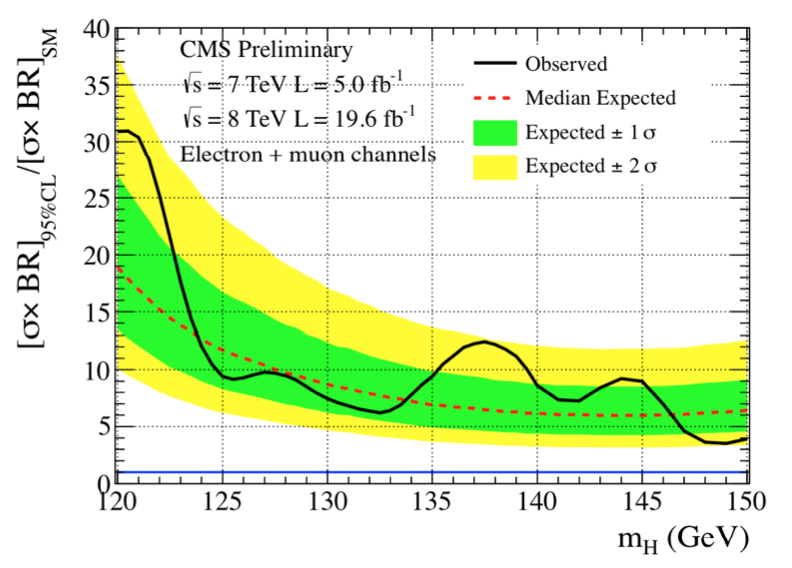 [σ× BR]95%CL/[σ× BR]SM
40
35
30
25
20
15
10
5
0
CMS Preliminary
√s = 7 TeV L = 5.0 fb-1
√s = 8 TeV L = 19.6 fb-1
Electron + muon channels
Observed
Median Expected
Expected ± 1 σ
Expected ± 2 σ
120 125 130 135 140 145 150
mH (GeV)